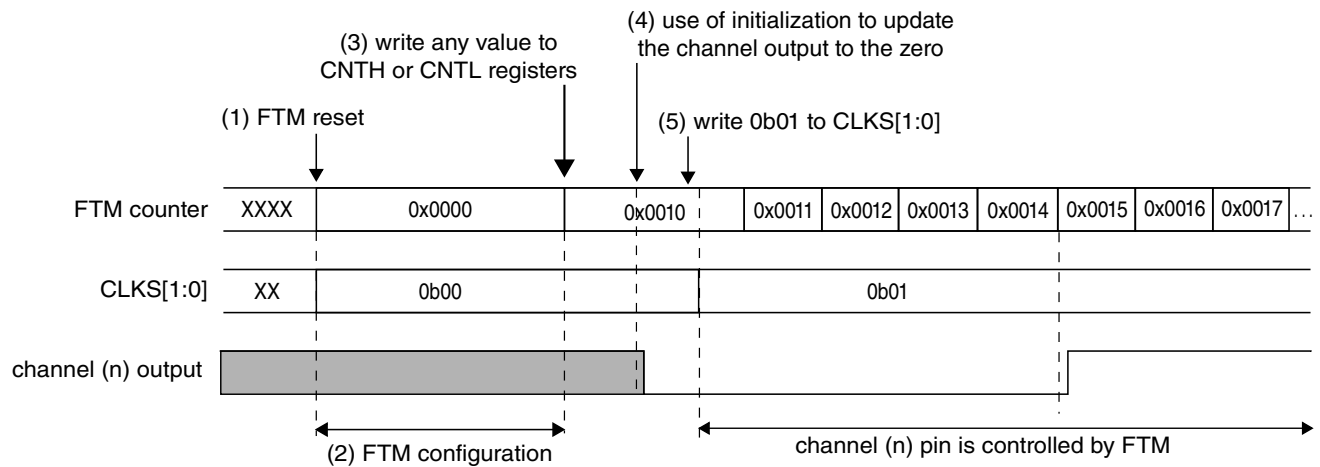 (4) use of initialization to update
the channel output to the zero
(3) write any value to
CNTH or CNTL registers
(1) FTM reset
(5) write 0b01 to CLKS[1:0]
FTM counter XXXX 0x0000 0x0010 0x0011 0x0012 0x0013 0x0014 0x0015 0x0016 0x0017 ...
CLKS[1:0] XX 0b00 0b01
channel (n) output
(2) FTM configuration
channel (n) pin is controlled by FTM